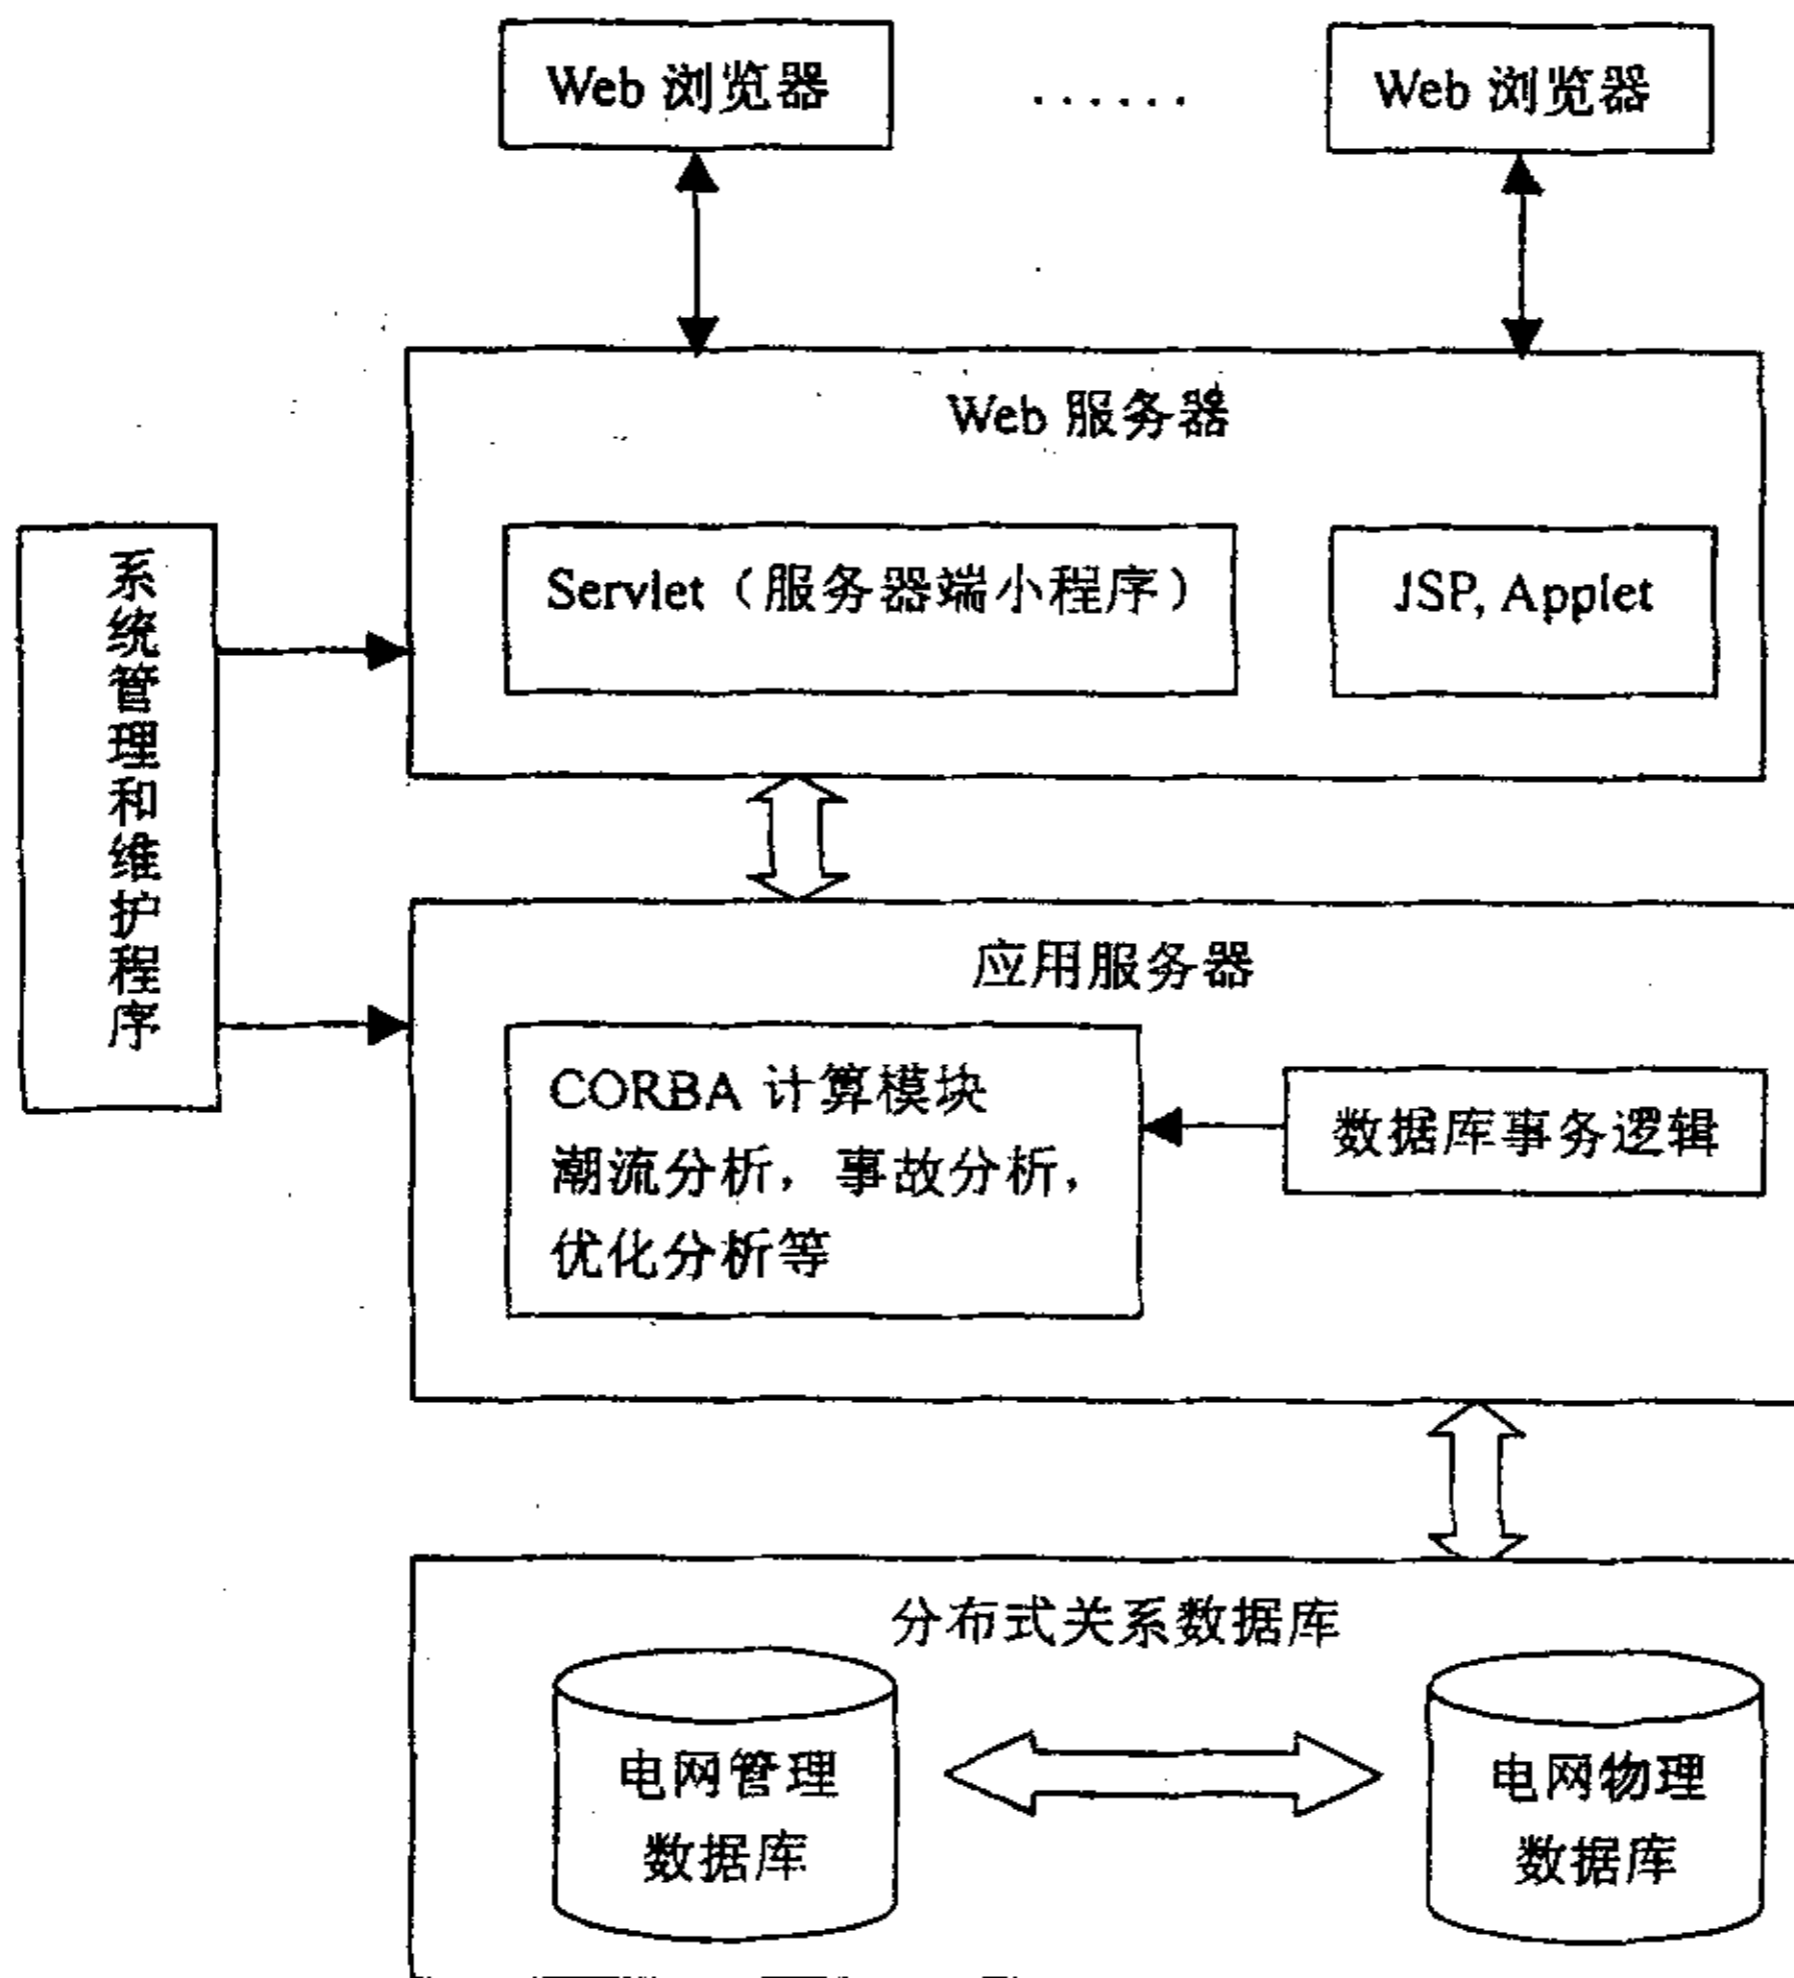 Web 浏览器
......
Web 浏览器
Web 服务器
Servlet（服务器端小程序）
JSP, Applet
系统管理和维护程序
应用服务器
CORBA 计算模块
潮流分析，事故分析，
优化分析等
数据库事务逻辑
分布式关系数据库
电网管理
数据库
电网物理
数据库